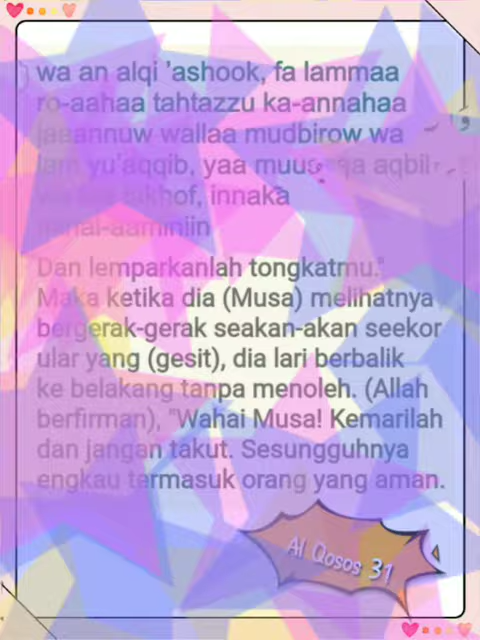 wa an alqi 'ashook, fa lammaa
ro-aahaa tahtazzu ka-annahaa
jaaannuw wallaa mudbirow wa
lam yu'aqqib, yaa muusaaa aqbil
tukhof, innaka
minal-aaminiin
Dan lemparkanlah tongkatmu."
Maka ketika dia (Musa) melihatnya
bergerak-gerak seakan-akan seekor
ular yang (gesit), dia lari berbalik
ke belakang tanpa menoleh. (Allah
berfirman), "Wahai Musa! Kemarilah
dan jangan takut. Sesungguhnya
engkau termasuk orang yang aman.
Al Qosos 31